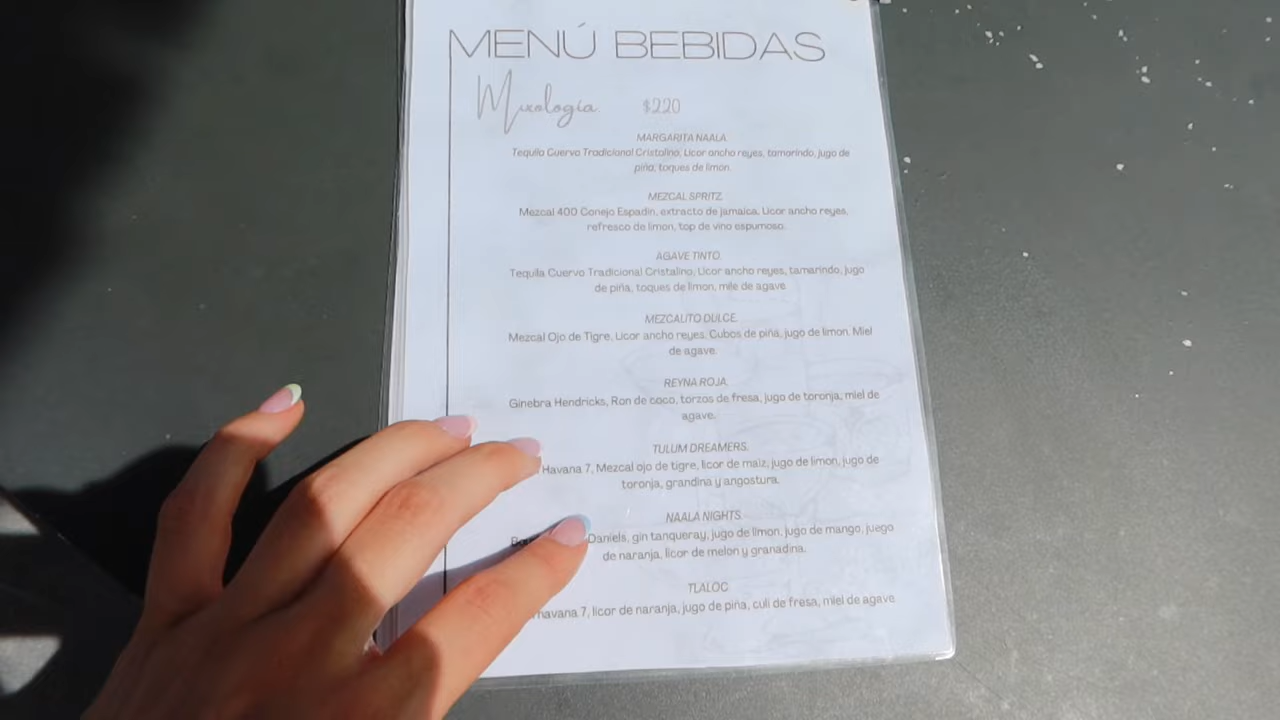 MENÚ BEBIDAS
Mixología. $220
MARGARITA NAALA.
Tequila Cuervo Tradicional Cristalino, Licor ancho reyes, tamarindo, jugo de
piña, toques de limon.
MEZCAL SPRITZ.
Mezcal 400 Conejo Espadin, extracto de jamaica, Licor ancho reyes,
refresco de limon, top de vino espumoso.
AGAVE TINTO.
Tequila Cuervo Tradicional Cristalino, Licor ancho reyes, tamarindo, jugo
de piña, toques de limon, mile de agave
MEZCALITO DULCE.
Mezcal Ojo de Tigre, Licor ancho reyes, Cubos de piña, jugo de limon. Miel
de agave.
REYNA ROJA.
Ginebra Hendricks, Ron de coco, torzos de fresa, jugo de toronja, miel de
agave.
TULUM DREAMERS.
Havana 7, Mezcal ojo de tigre, licor de maiz, jugo de limon, jugo de
toronja, grandina y angostura.
NAALA NIGHTS.
Daniels, gin tanqueray, jugo de limon, jugo de mango, juego
de naranja, licor de melon y granadina.
TLALOC
havana 7, licor de naranja, jugo de piña, culi de fresa, miel de agave